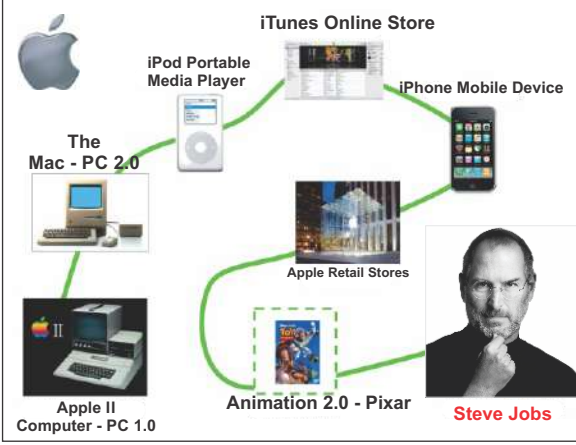 iTunes Online Store
iPod Portable
Media Player
iPhone Mobile Device
The
Mac - PC 2.0
Apple Retail Stores
II
Apple II
Computer - PC 1.0
Animation 2.0 - Pixar
Steve Jobs